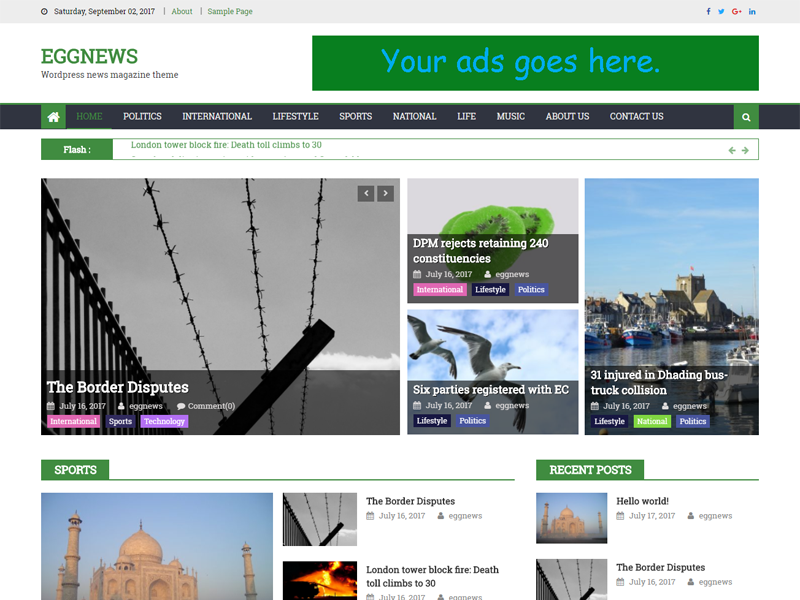 Saturday, September 02, 2017 | About | Sample Page
EGGNEWS
Wordpress news magazine theme
Your ads goes here.
HOME POLITICS INTERNATIONAL LIFESTYLE SPORTS NATIONAL LIFE MUSIC ABOUT US CONTACT US
Flash :
London tower block fire: Death toll climbs to 30
The Border Disputes
July 16, 2017 eggnews Comment(0)
International Sports Technology
DPM rejects retaining 240
constituencies
July 16, 2017 eggnews
International Lifestyle Politics
Six parties registered with EC
July 16, 2017 eggnews
Lifestyle Politics
31 injured in Dhading bus-
truck collision
July 16, 2017 eggnews
Lifestyle National Politics
SPORTS
The Border Disputes
July 16, 2017 eggnews
London tower block fire: Death
toll climbs to 30
July 16, 2017 eggnews
RECENT POSTS
Hello world!
July 17, 2017 eggnews
The Border Disputes
July 16, 2017 eggnews